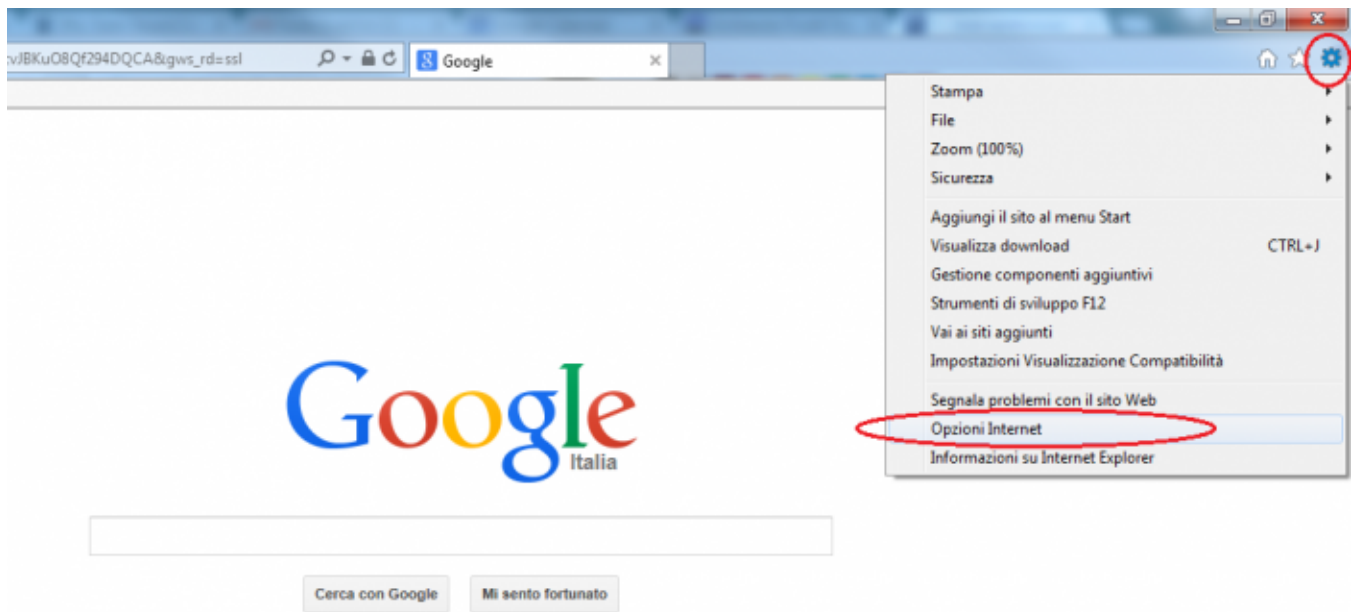 :vJBKuO8Qf294DQCA&gws_rd=ssl
Google
Stampa
File
Zoom (100%)
Sicurezza
Aggiungi il sito al menu Start
Visualizza download CTRL+J
Gestione componenti aggiuntivi
Strumenti di sviluppo F12
Vai ai siti aggiunti
Impostazioni Visualizzazione Compatibilità
Segnala problemi con il sito Web
Opzioni Internet
Informazioni su Internet Explorer
Google
Italia
Cerca con Google Mi sento fortunato